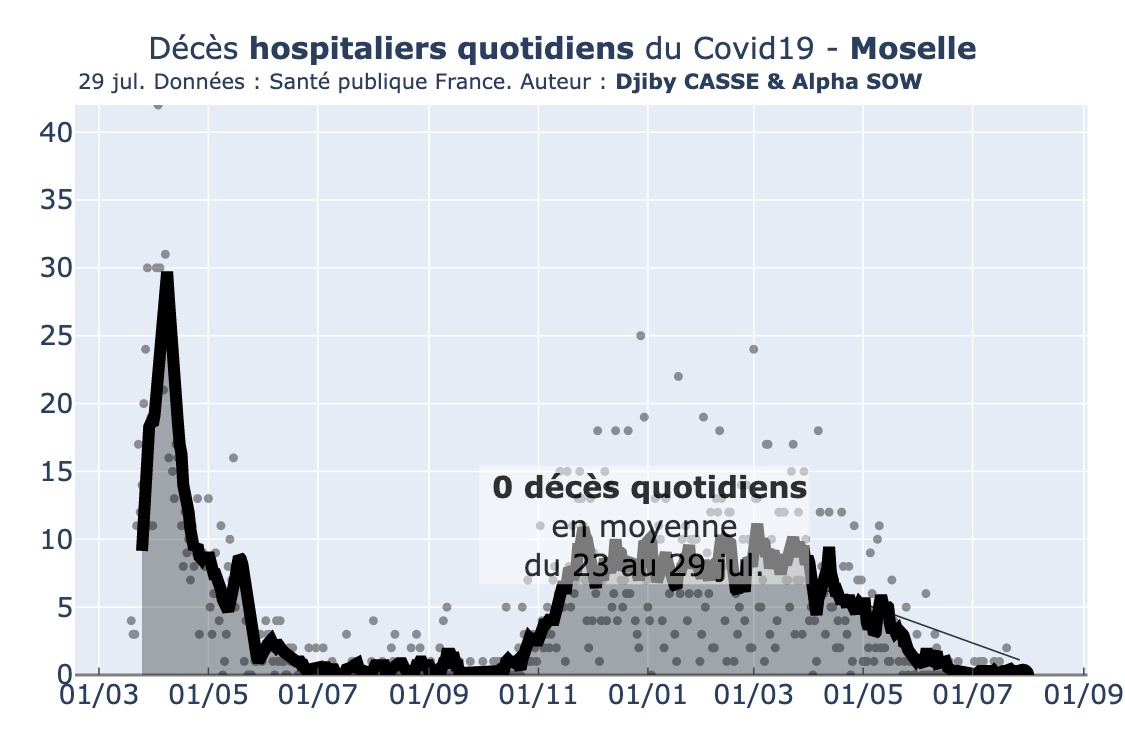 Décès hospitaliers quotidiens du Covid19 - Moselle
29 jul. Données : Santé publique France. Auteur : Djiby CASSE & Alpha SOW
40
35
30
25
20
15
10
5
0
0 décès quotidiens
en moyenne
du 23 au 29 jul.
01/03 01/05 01/07 01/09 01/11 01/01 01/03 01/05 01/07 01/09